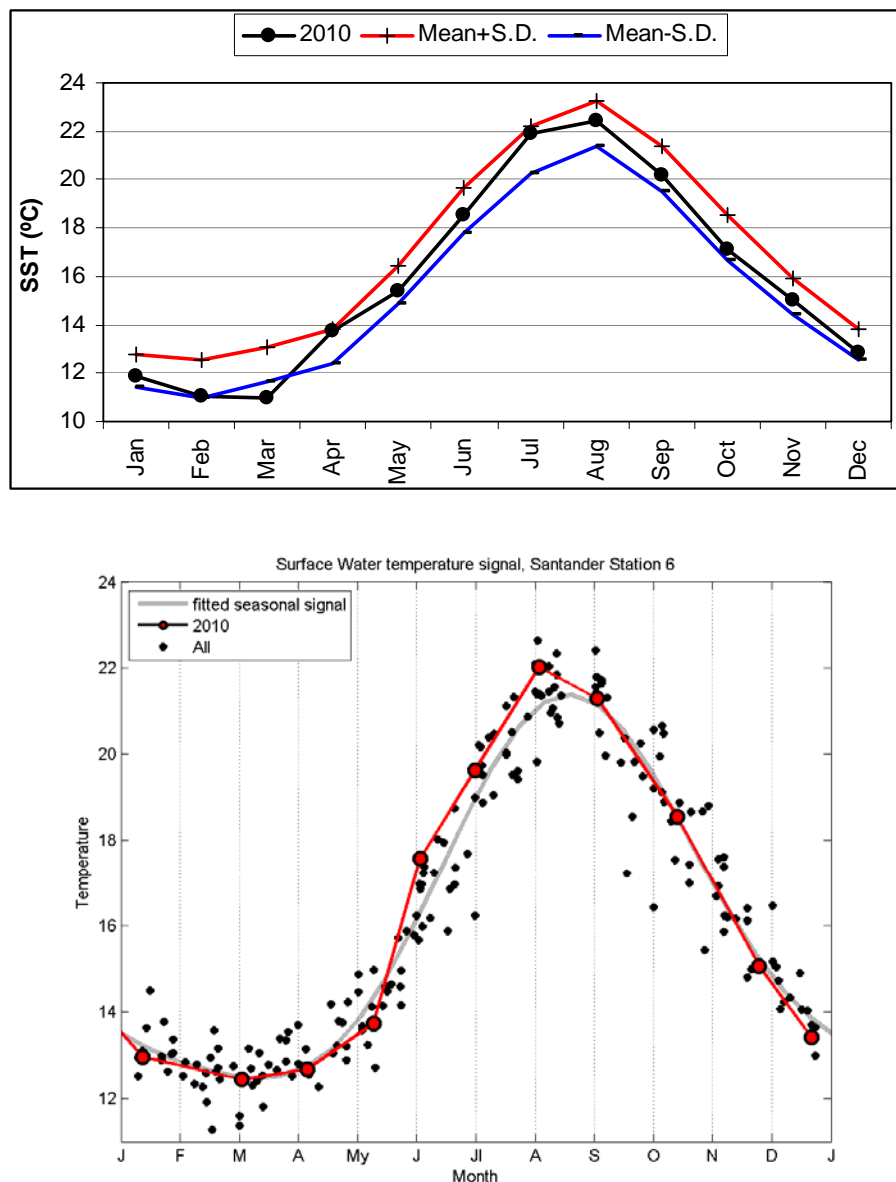 2010 Mean+S.D. Mean-S.D.
24
22
20
18
16
14
12
10
SST (ºC)
Jan Feb Mar Apr May Jun Jul Aug Sep Oct Nov Dec
Surface Water temperature signal, Santander Station 6
fitted seasonal signal
2010
All
24
22
20
18
16
14
12
Temperature
J F M A My J Jl A S O N D J
Month